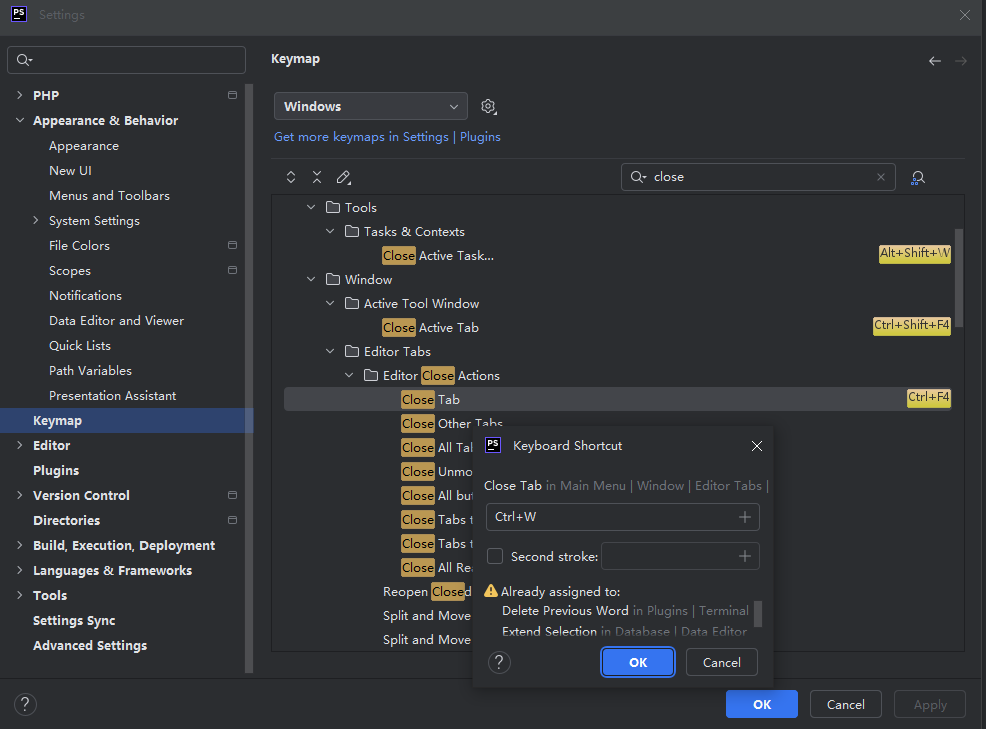 PS Settings
Keymap
PHP
Appearance & Behavior
Appearance
New UI
Menus and Toolbars
System Settings
File Colors
Scopes
Notifications
Data Editor and Viewer
Quick Lists
Path Variables
Presentation Assistant
Keymap
Editor
Plugins
Version Control
Directories
Build, Execution, Deployment
Languages & Frameworks
Tools
Settings Sync
Advanced Settings
Windows
Get more keymaps in Settings | Plugins
close
Tools
Tasks & Contexts
Close Active Task... Alt+Shift+W
Window
Active Tool Window
Close Active Tab Ctrl+Shift+F4
Editor Tabs
Editor Close Actions
Close Tab Ctrl+F4
Close Other Tabs
Close All Tal
Close Unmo
Close All but
Close Tabs t
Close Tabs t
Close All Rea
Reopen Closed
Split and Move
Split and Move
PS Keyboard Shortcut
Close Tab in Main Menu | Window | Editor Tabs |
Ctrl+W
Second stroke:
Already assigned to:
Delete Previous Word in Plugins | Terminal
Extend Selection in Database | Data Editor
? OK Cancel
? OK Cancel Apply